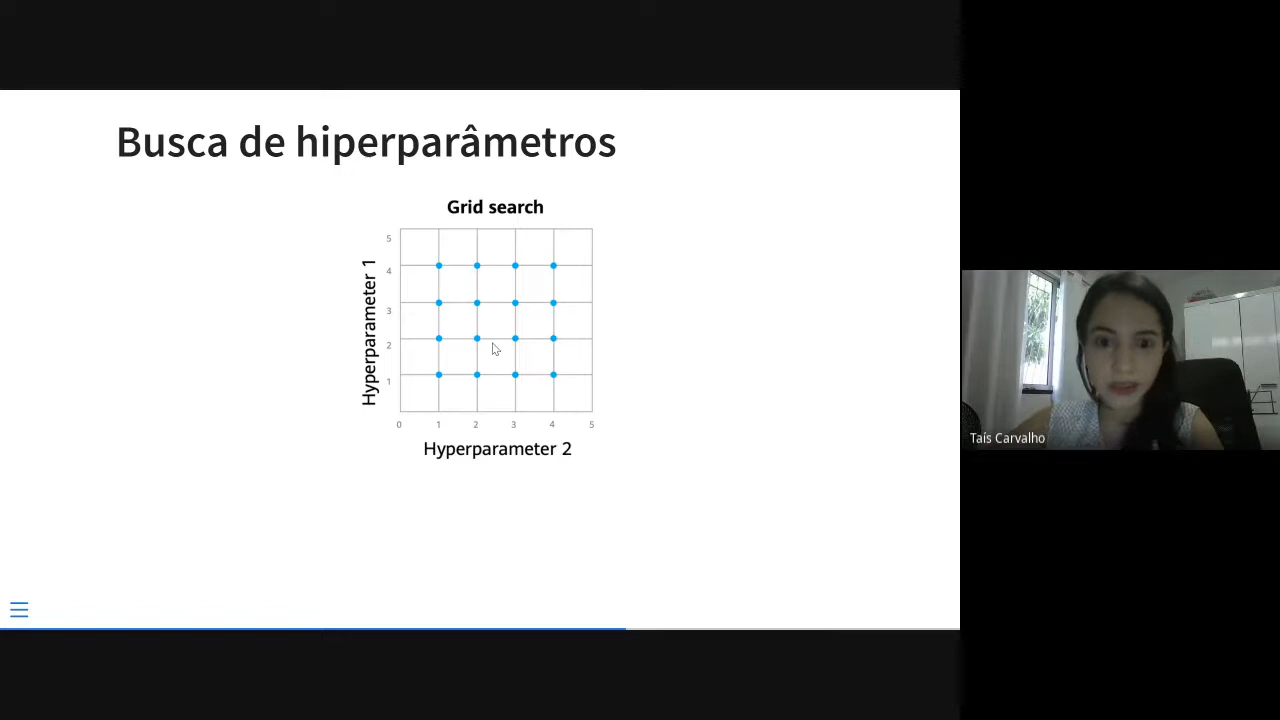 Busca de hiperparâmetros
Grid search
Hyperparameter 1
5
4
3
2
1
0 1 2 3 4 5
Hyperparameter 2
Taís Carvalho